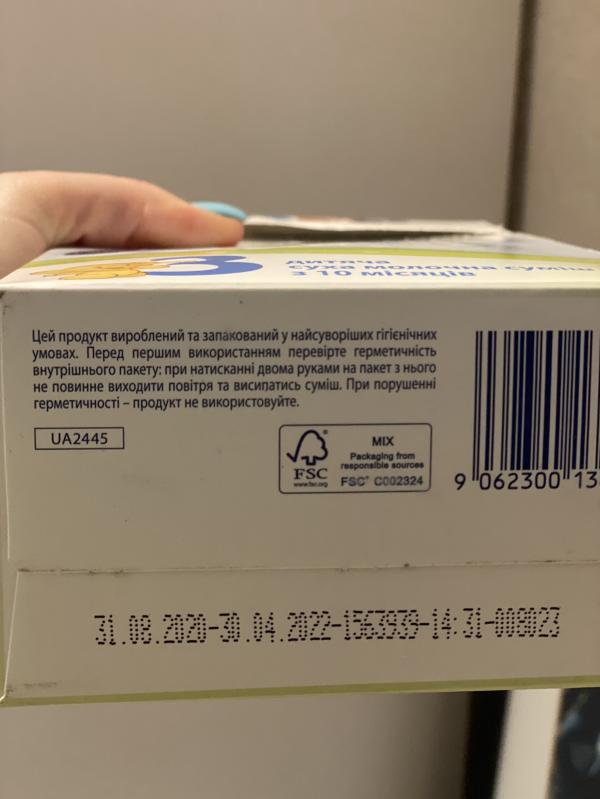 3
дитяча
суха молочна суміш
з 10 місяців
Цей продукт вироблений та запакований у найсуворіших гігієнічних
умовах. Перед першим використанням перевірте герметичність
внутрішнього пакету: при натисканні двома руками на пакет з нього
не повинне виходити повітря та висипатись суміш. При порушенні
герметичності – продукт не використовуйте.
UA2445
FSC
www.fsc.org
MIX
Packaging from
responsible sources
FSC® C002324
9 062300 13
31.08.2020-30.04.2022-1563939-14:31-008023